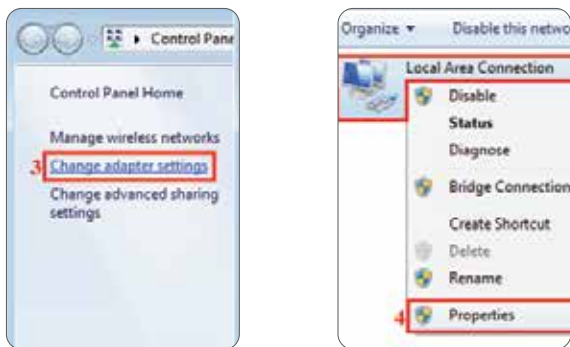 Control Pane
Control Panel Home
Manage wireless networks
3 Change adapter settings
Change advanced sharing
settings
Organize Disable this netwo
Local Area Connection
Disable
Status
Diagnose
Bridge Connection
Create Shortcut
Delete
Rename
4 Properties